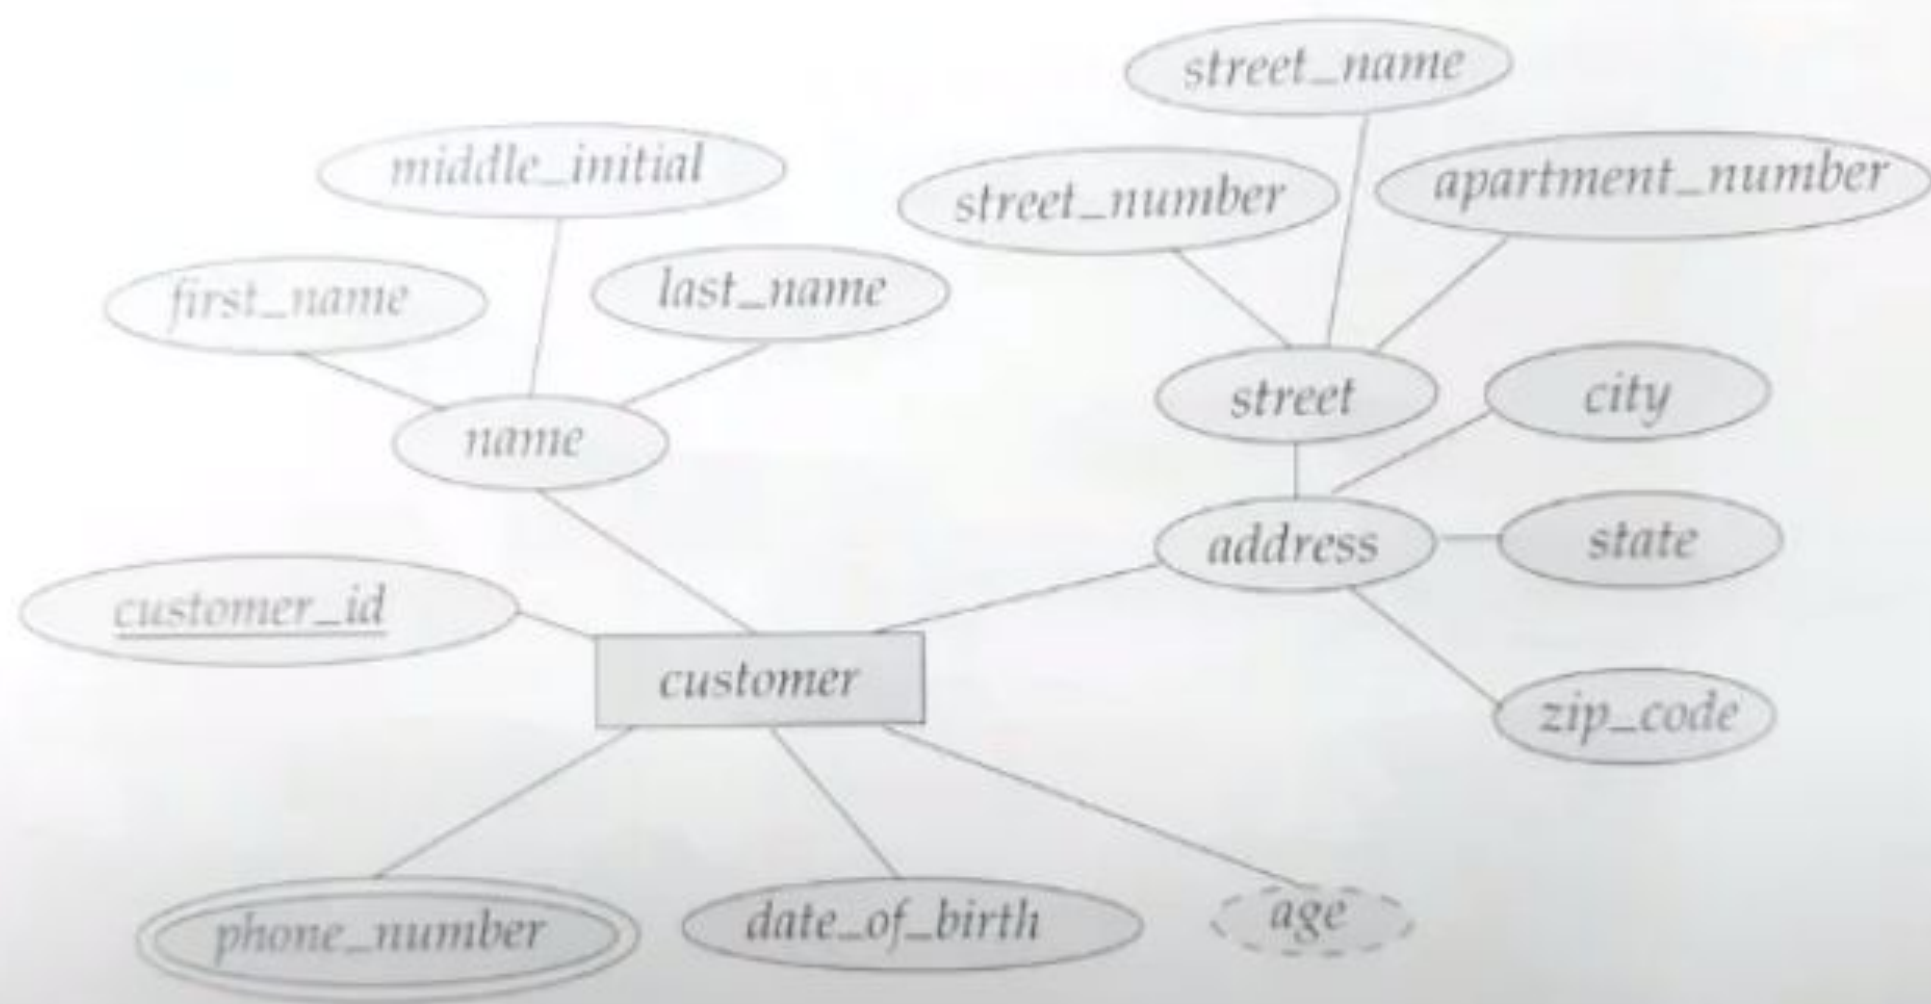 street_name
middle_initial
street_number
apartment_number
first_name
last_name
street
city
name
address
state
customer_id
customer
zip_code
phone_number
date_of_birth
age